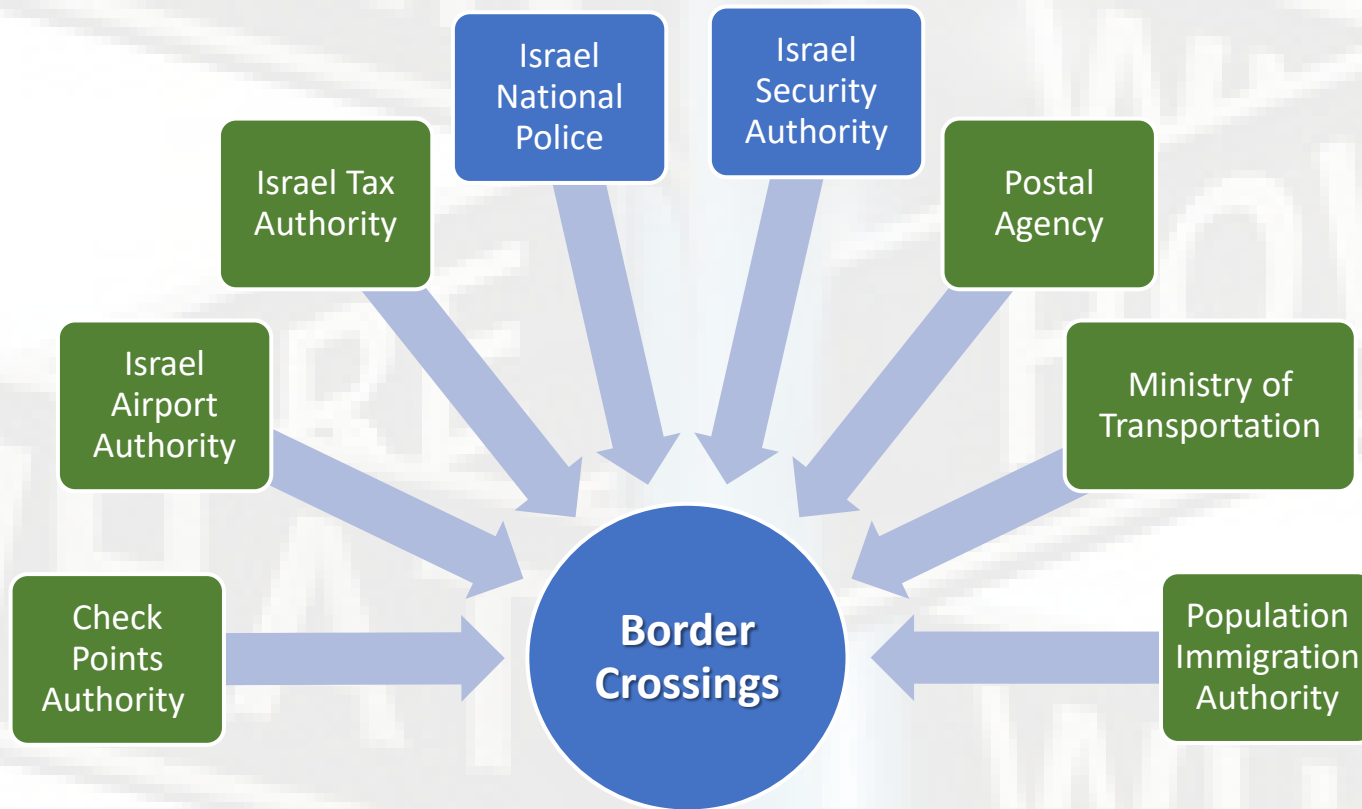 Israel
National
Police
Israel
Security
Authority
Israel Tax
Authority
Postal
Agency
Israel
Airport
Authority
Ministry of
Transportation
Check
Points
Authority
Border
Crossings
Population
Immigration
Authority